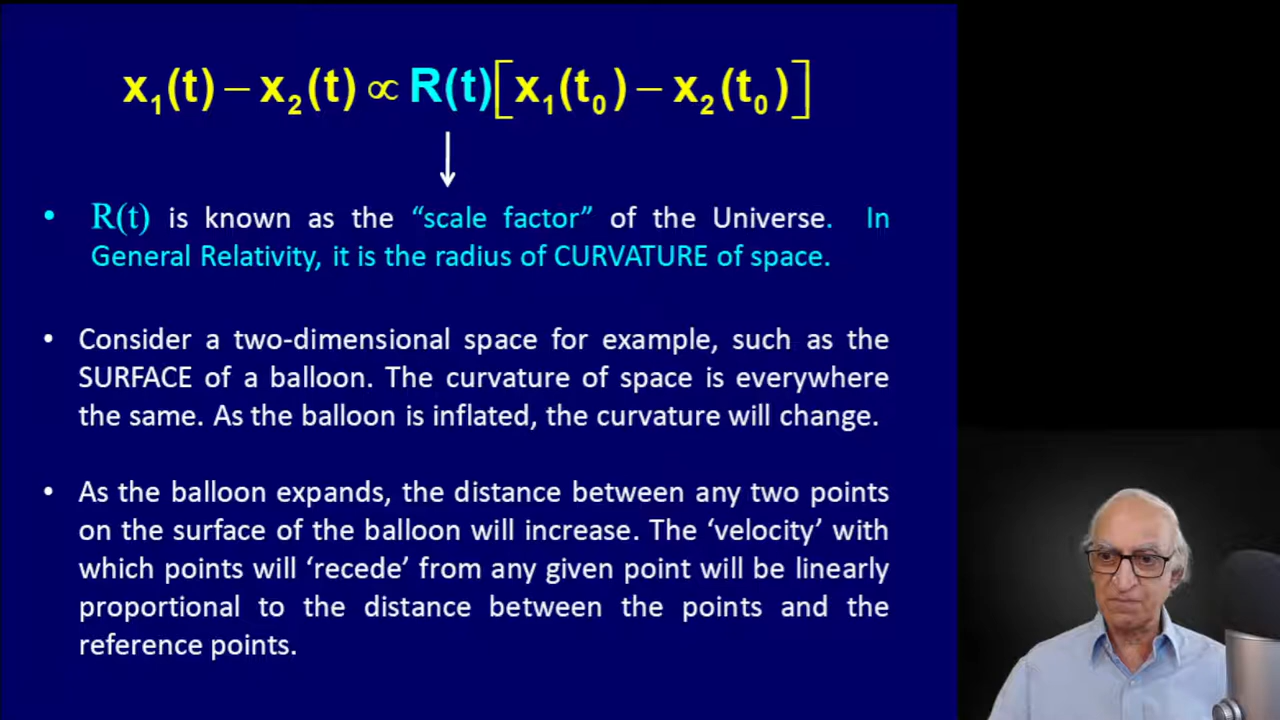 x₁(t) – x₂(t) ∝ R(t)[x₁(t₀) – x₂(t₀)]
• R(t) is known as the “scale factor” of the Universe. In
General Relativity, it is the radius of CURVATURE of space.
• Consider a two-dimensional space for example, such as the
SURFACE of a balloon. The curvature of space is everywhere
the same. As the balloon is inflated, the curvature will change.
• As the balloon expands, the distance between any two points
on the surface of the balloon will increase. The ‘velocity’ with
which points will ‘recede’ from any given point will be linearly
proportional to the distance between the points and the
reference points.